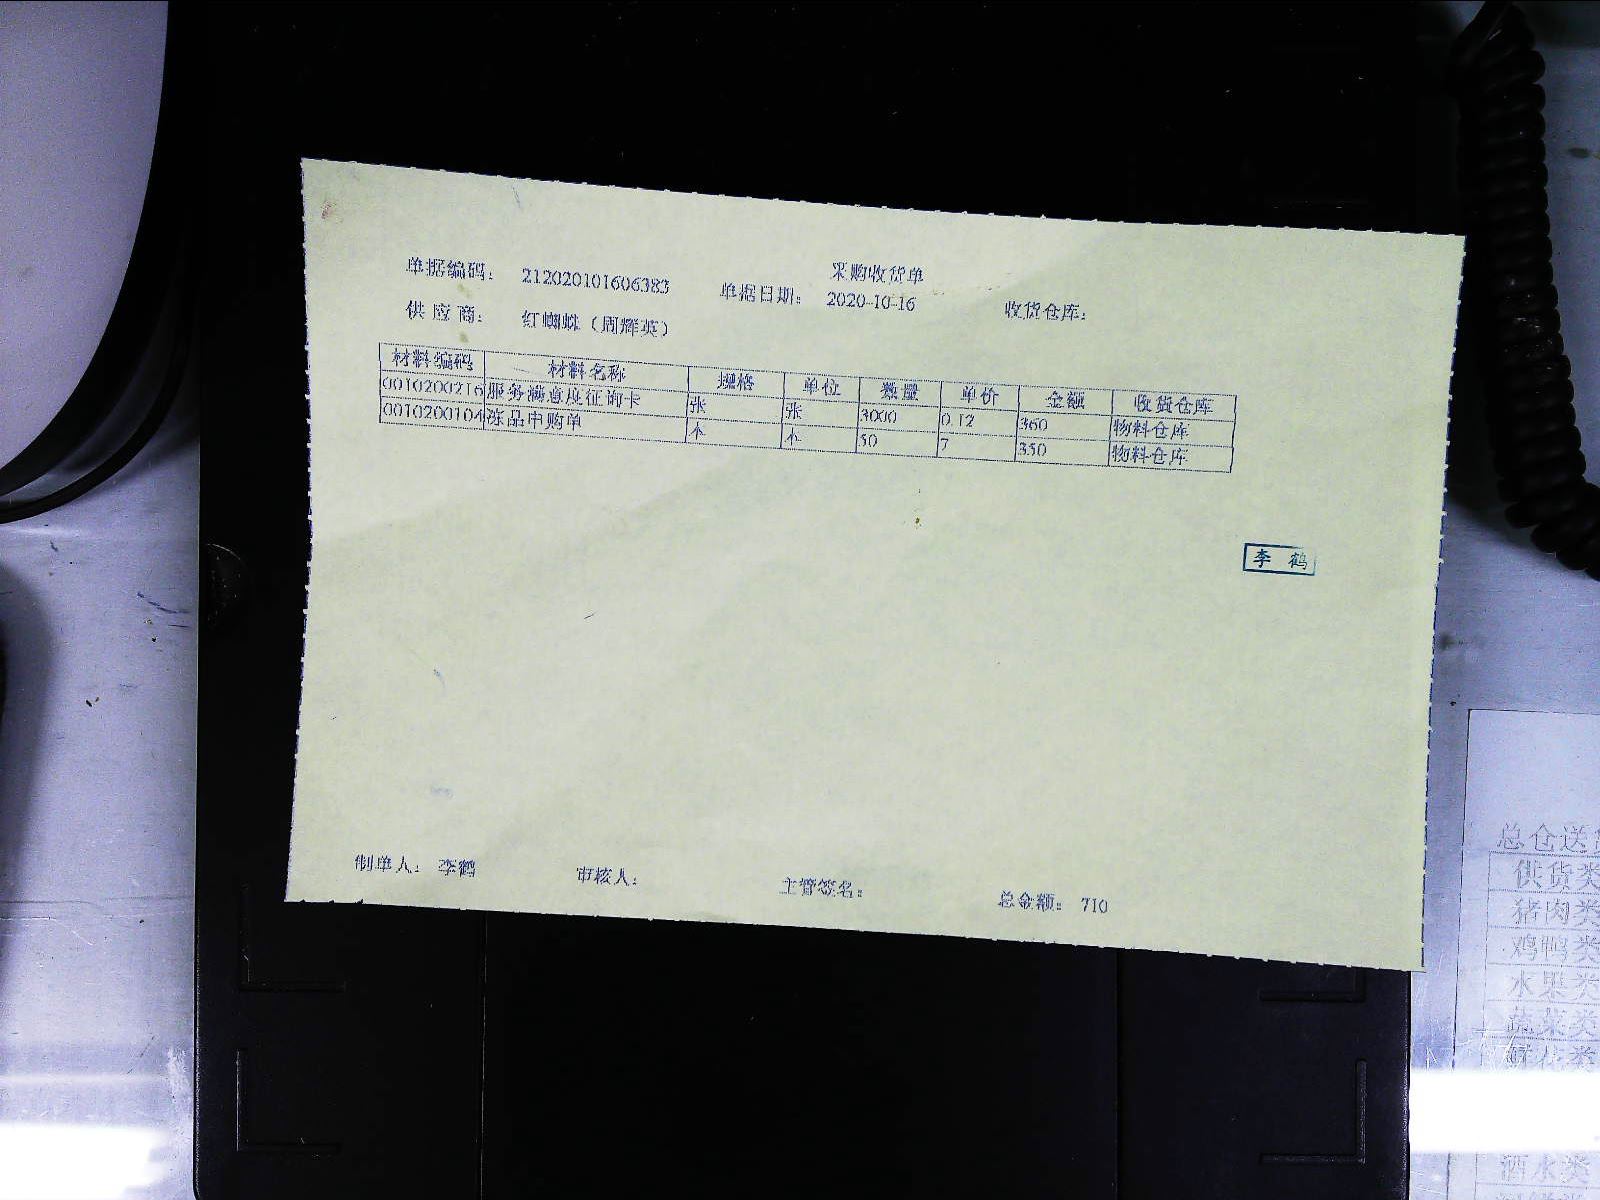 采购收货单
单据编码: 212020101606383 单据日期: 2020-10-16 收货仓库:
供应商: 红蜘蛛（周辉英）
材料编码 材料名称 规格 单位 数量 单价 金额 收货仓库
0010200216 服务满意度征询卡 张 张 3000 0.12 360 物料仓库
0010200104 冻品申购单 本 本 50 7 350 物料仓库
李鹤
制单人: 李鹤 审核人: 主管签名: 总金额: 710
总仓送货
供货类
猪肉类
鸡鸭类
水果类
蔬菜类
酒水类